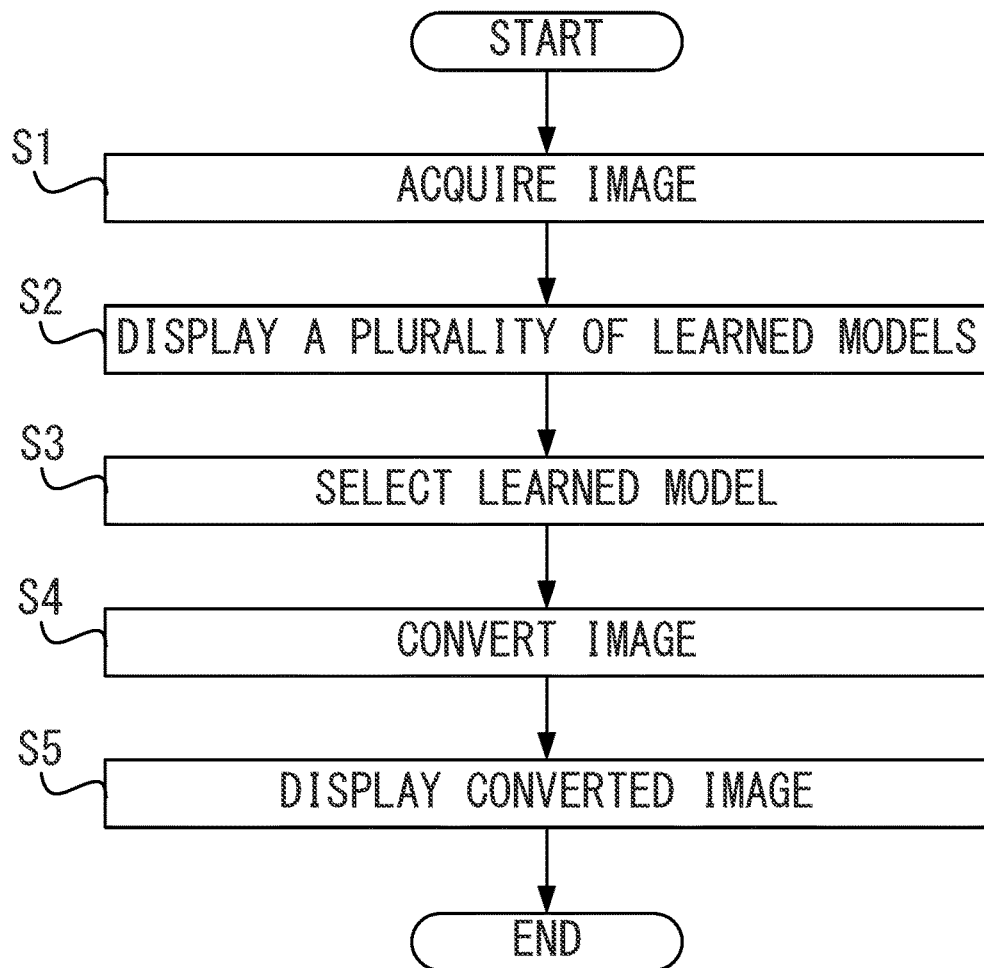 START
S1
ACQUIRE IMAGE
S2
DISPLAY A PLURALITY OF LEARNED MODELS
S3
SELECT LEARNED MODEL
S4
CONVERT IMAGE
S5
DISPLAY CONVERTED IMAGE
END